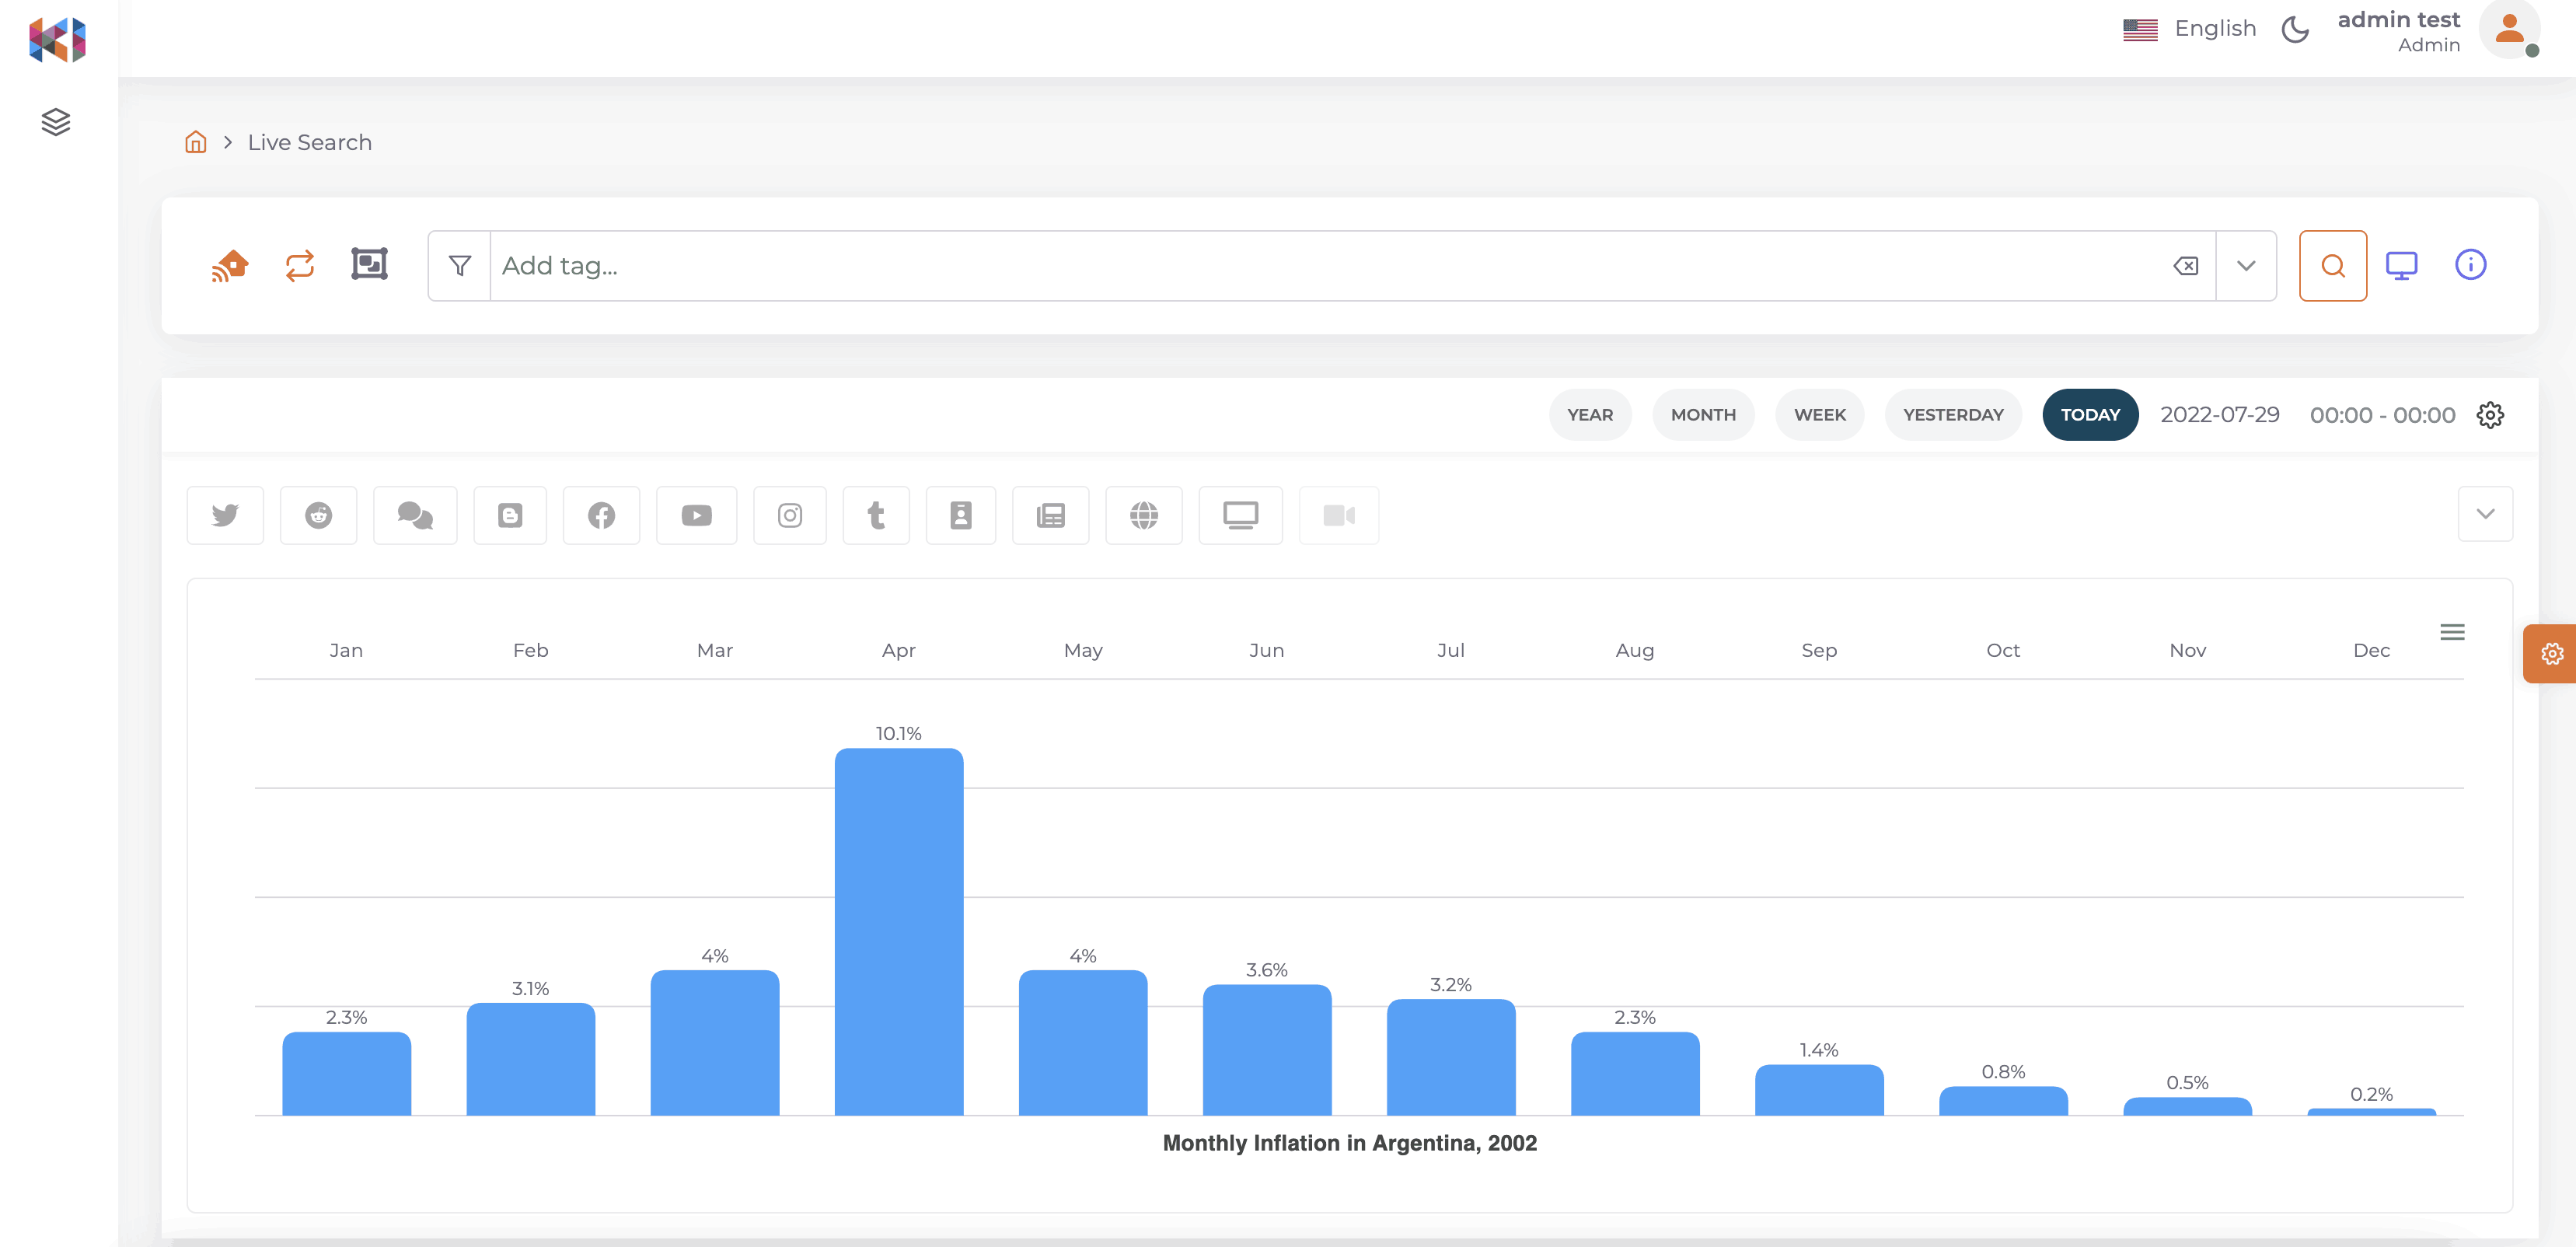 English
admin test
Admin
Live Search
Add tag...
YEAR MONTH WEEK YESTERDAY TODAY 2022-07-29 00:00 - 00:00
Jan Feb Mar Apr May Jun Jul Aug Sep Oct Nov Dec
2.3% 3.1% 4% 10.1% 4% 3.6% 3.2% 2.3% 1.4% 0.8% 0.5% 0.2%
Monthly Inflation in Argentina, 2002